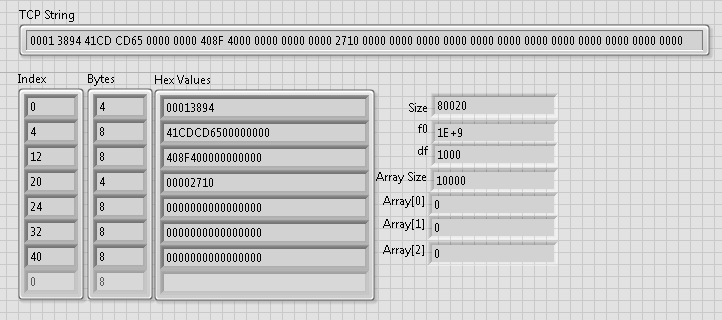 TCP String
0001 3894 41CD CD65 0000 0000 408F 4000 0000 0000 0000 2710 0000 0000 0000 0000 0000 0000 0000 0000 0000 0000 0000 0000
Index Bytes Hex Values
0 4 00013894 Size 80020
4 8 41CDCD6500000000 f0 1E+9
12 8 408F400000000000 df 1000
20 4 00002710 Array Size 10000
24 8 0000000000000000 Array[0] 0
32 8 0000000000000000 Array[1] 0
40 8 0000000000000000 Array[2] 0
0 8